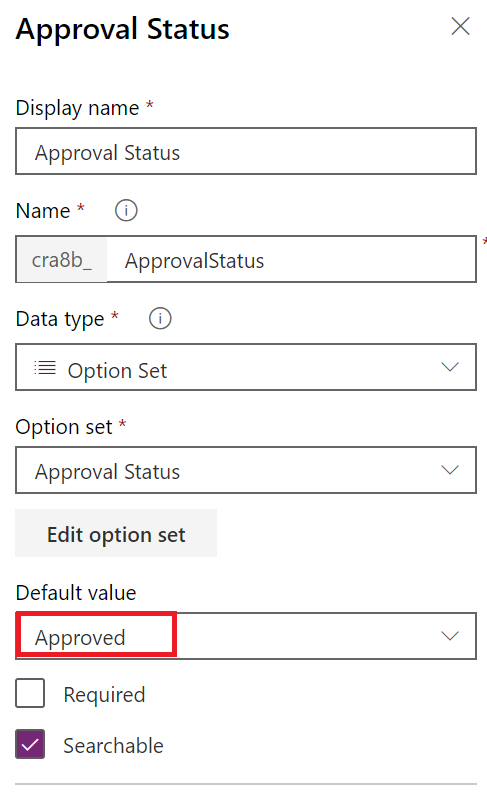 Approval Status
Display name *
Approval Status
Name *
cra8b_ ApprovalStatus *
Data type *
Option Set
Option set *
Approval Status
Edit option set
Default value
Approved
Required
Searchable